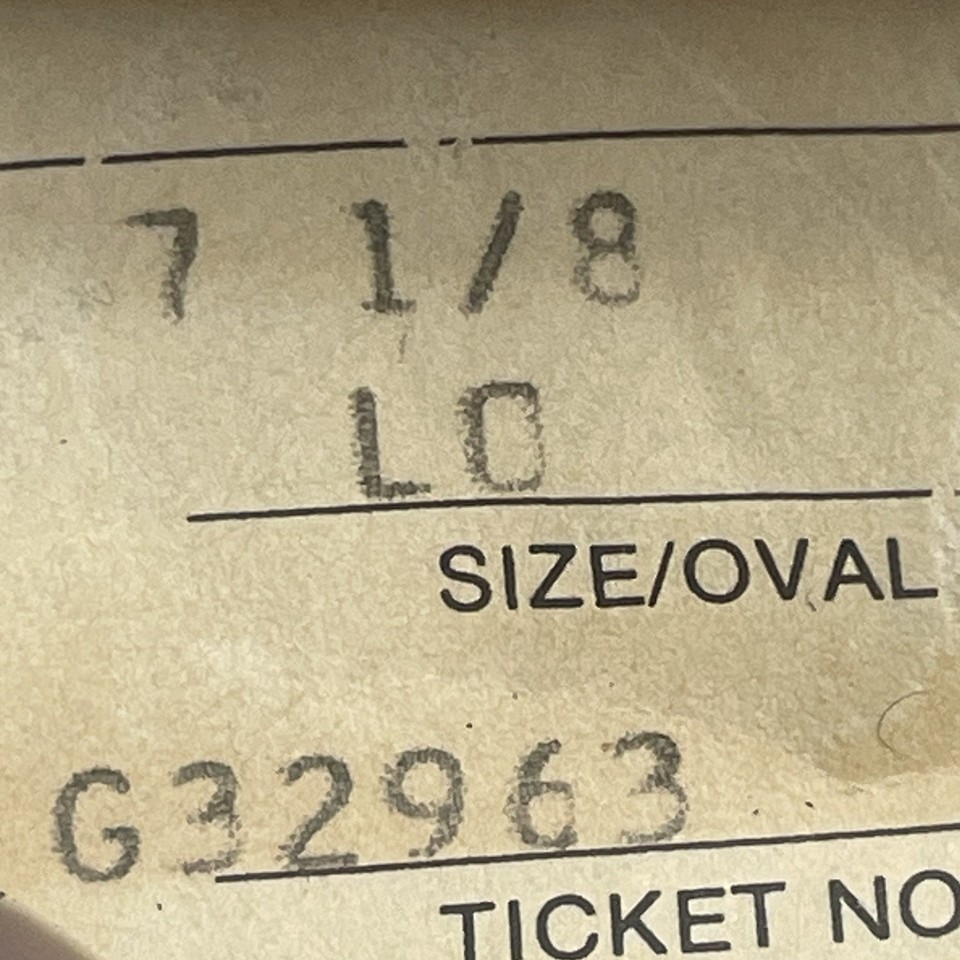 7 1/8
LO
SIZE/OVAL
G32963
TICKET NO